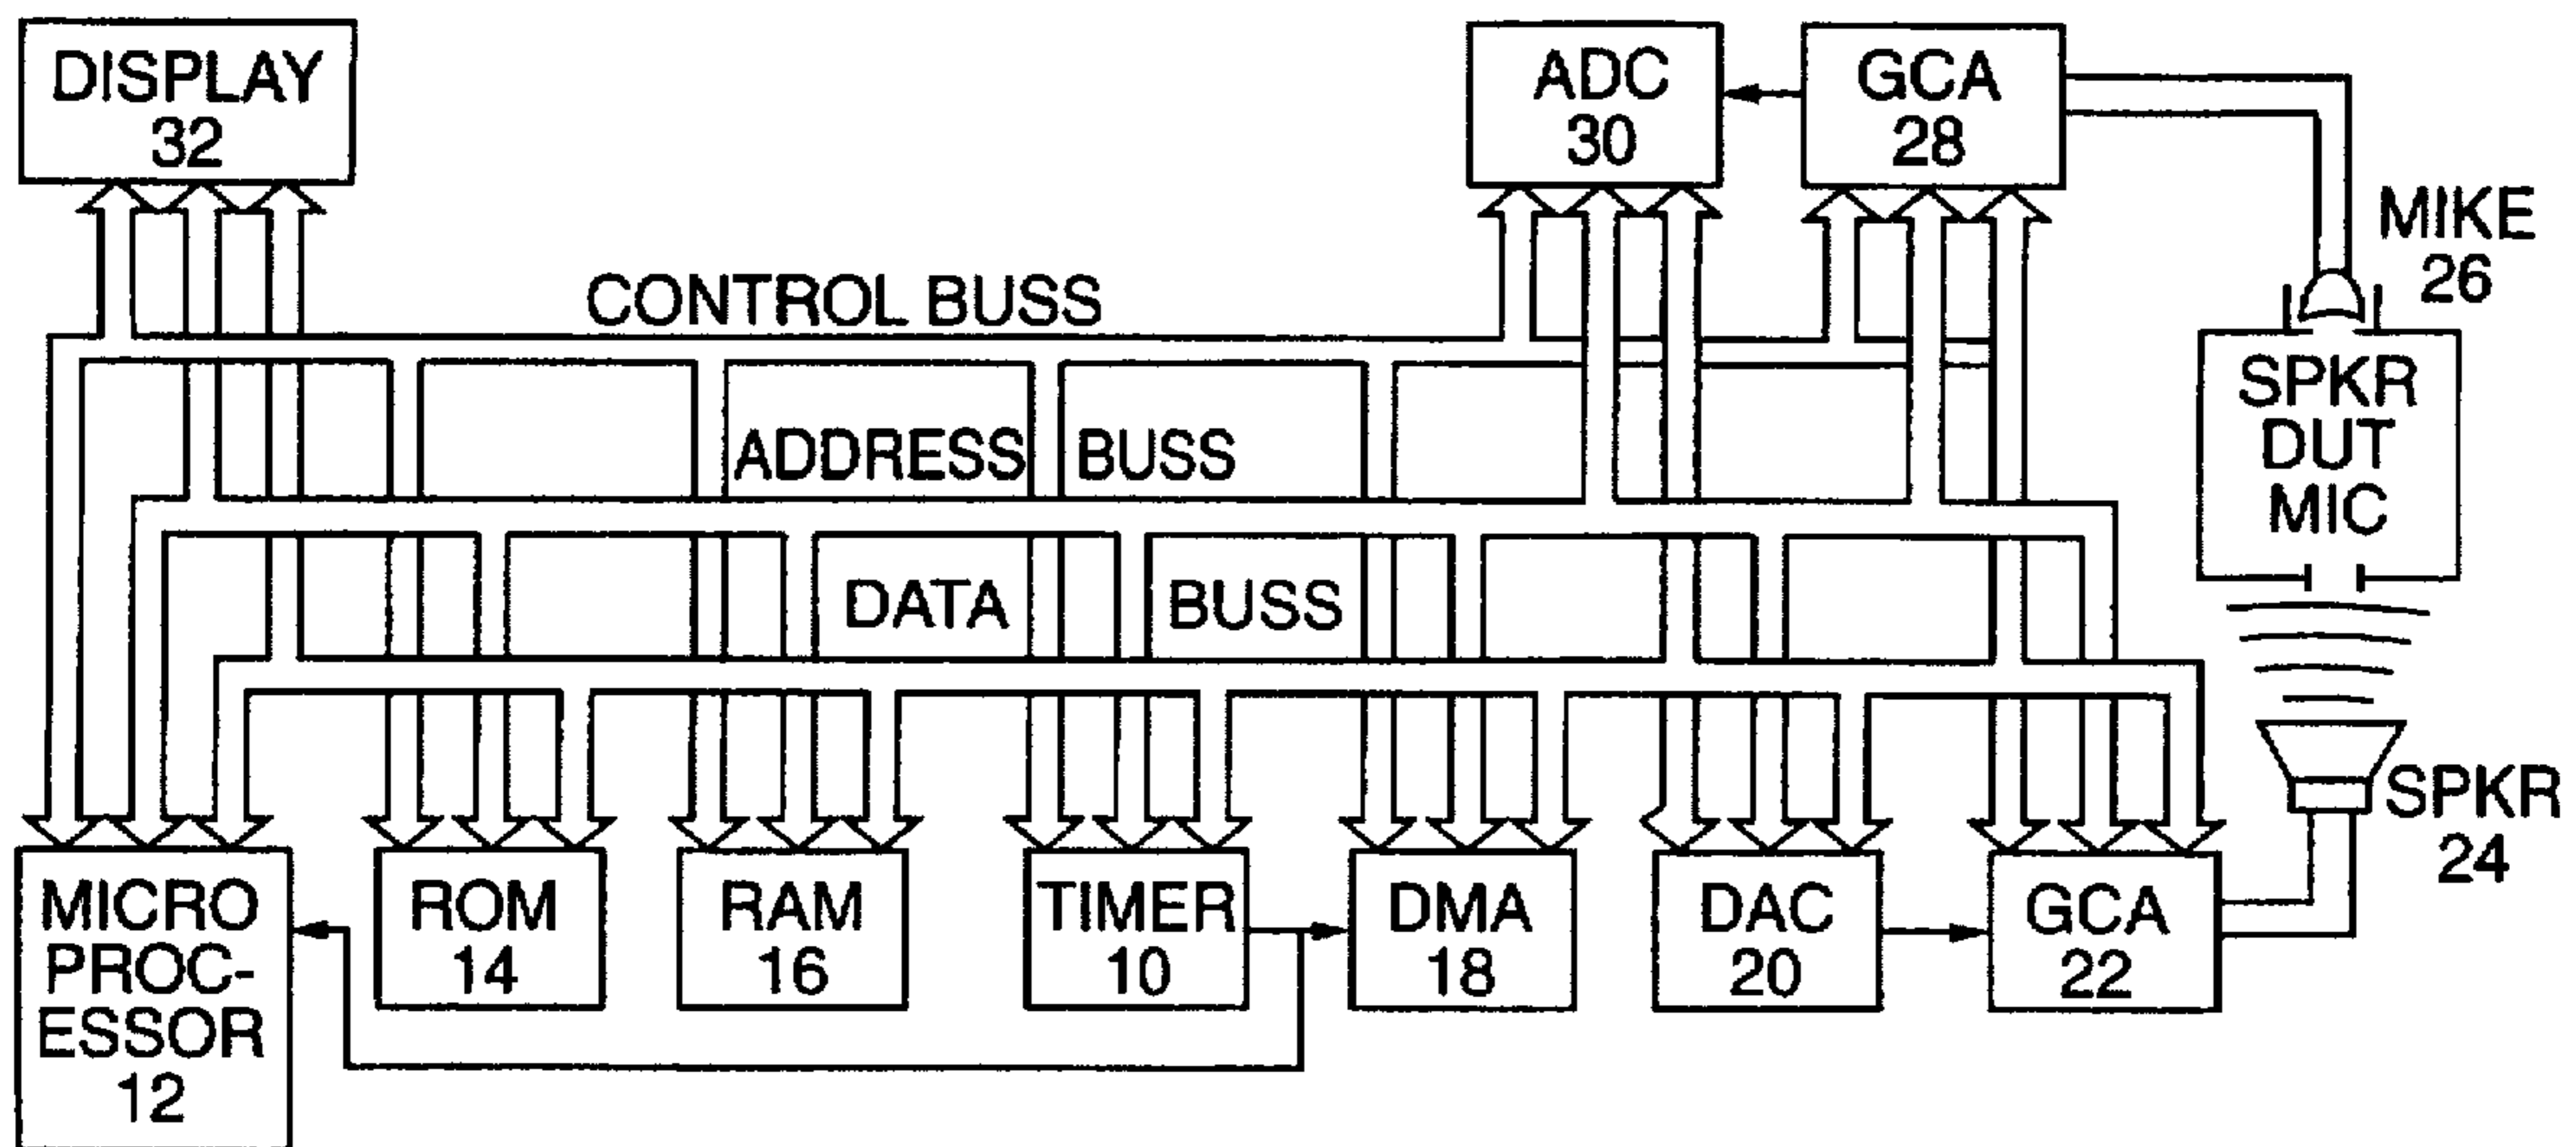 DISPLAY
32
ADC
30
GCA
28
MIKE
26
CONTROL BUSS
SPKR
DUT
MIC
ADDRESS BUSS
DATA BUSS
SPKR
24
MICRO
PROC-
ESSOR
12
ROM
14
RAM
16
TIMER
10
DMA
18
DAC
20
GCA
22